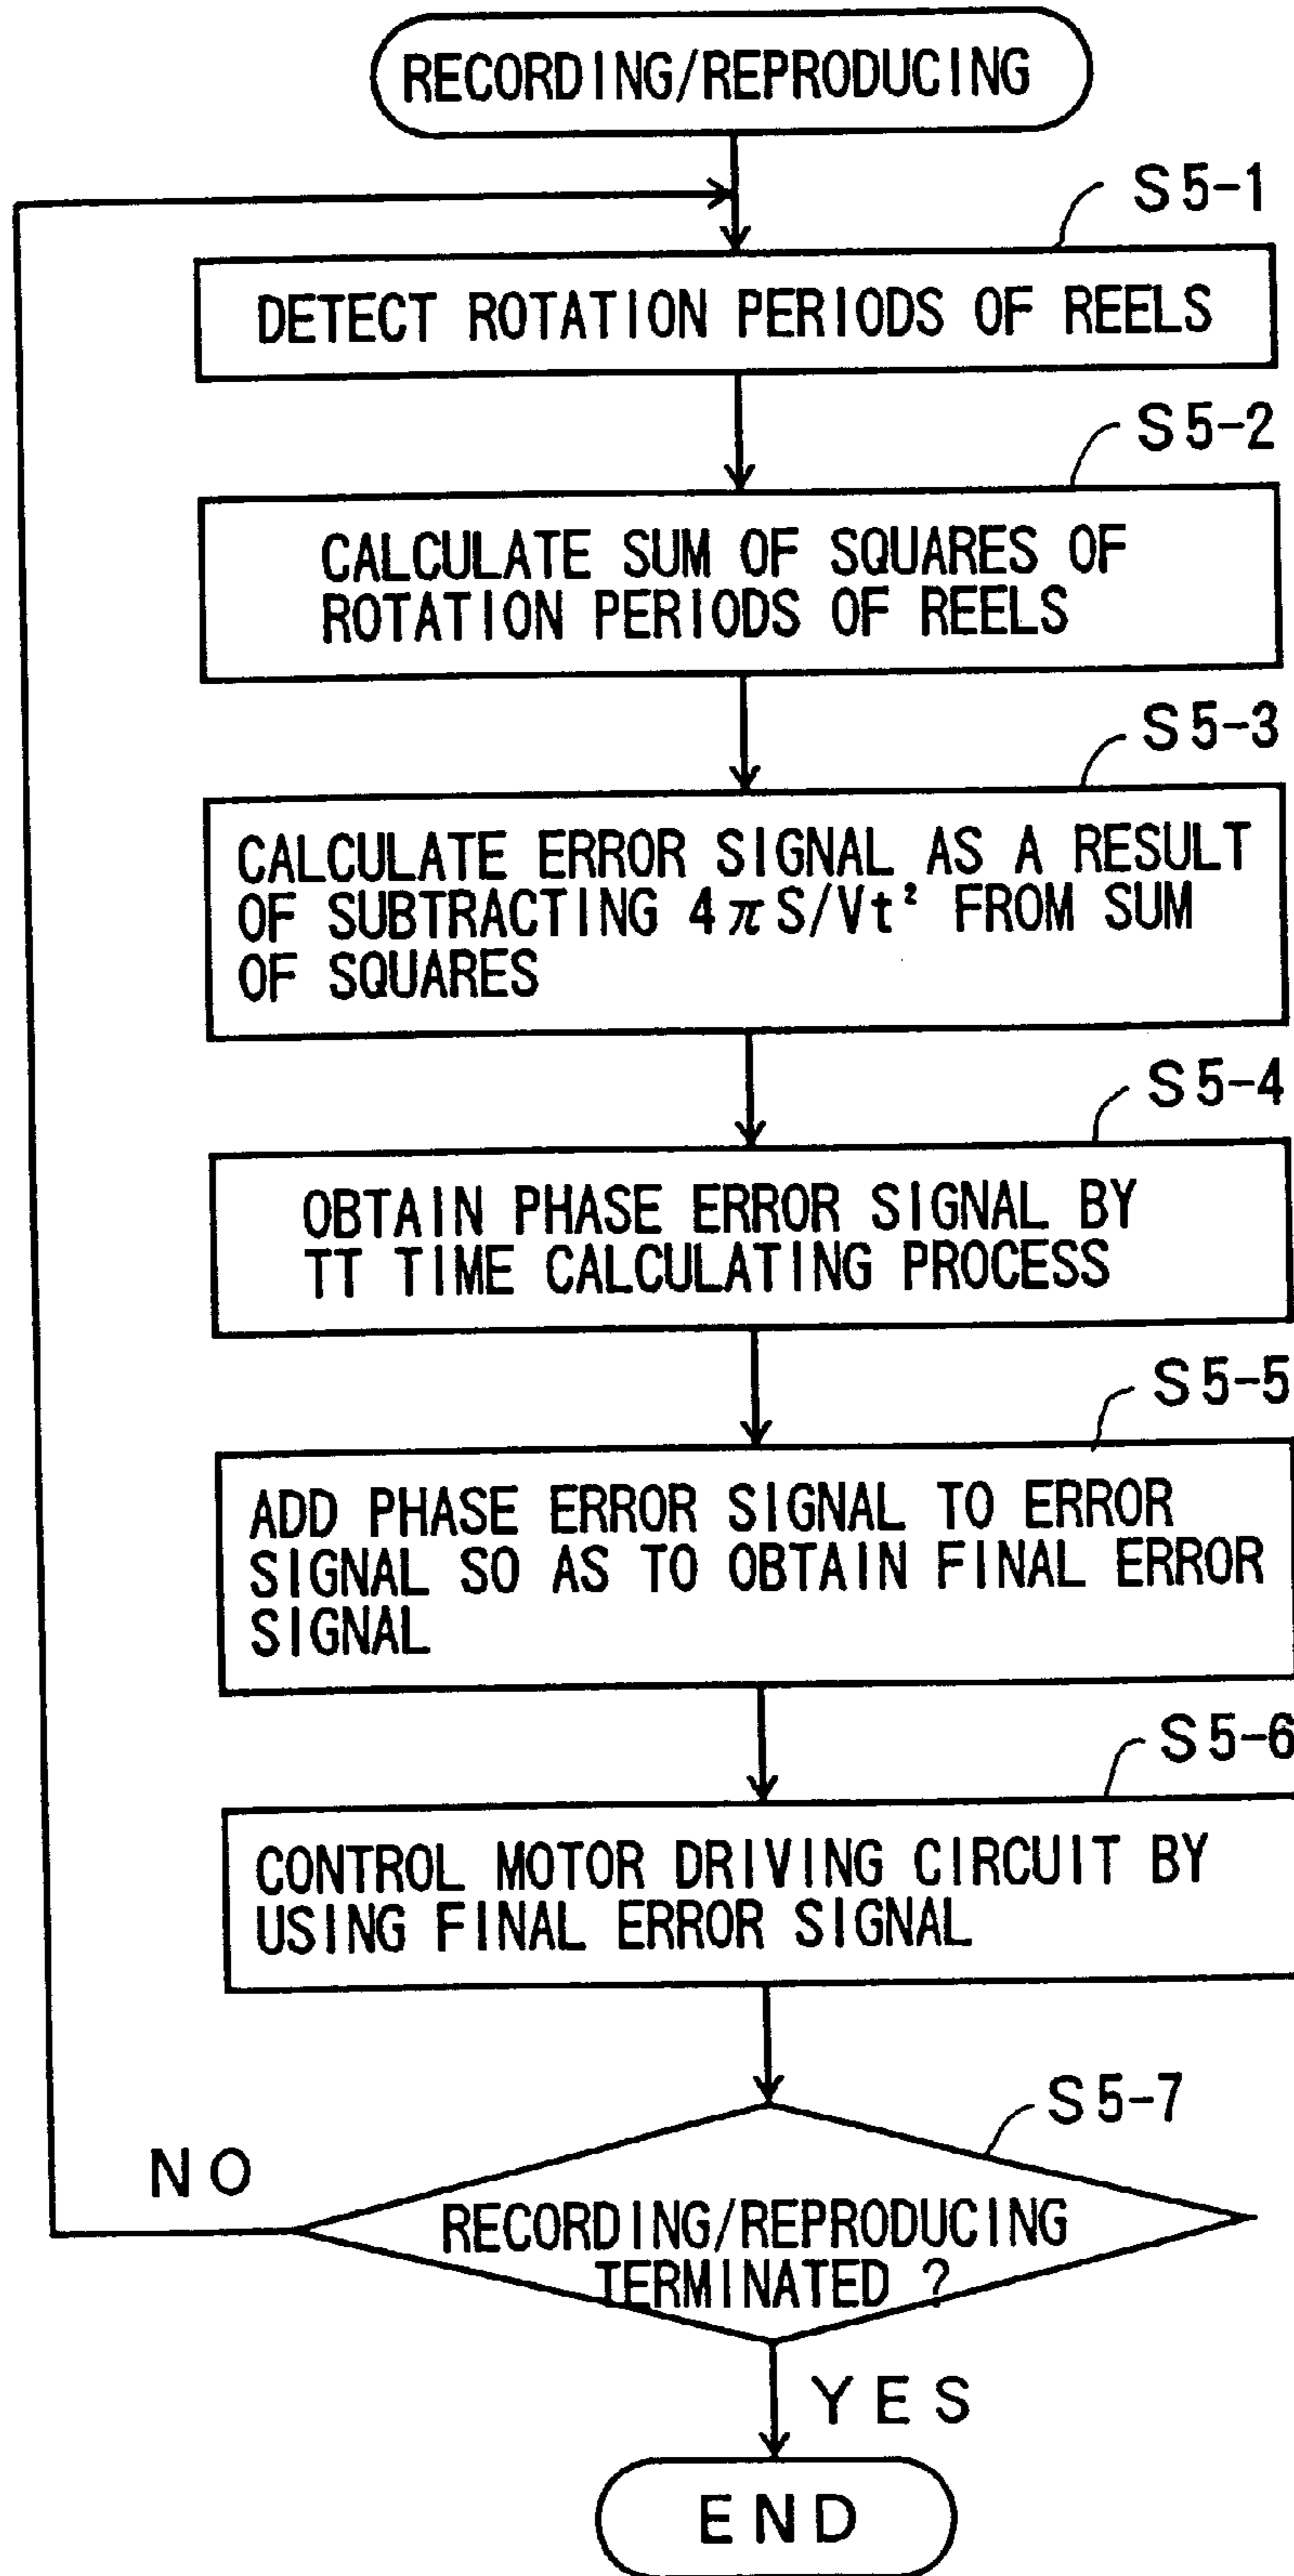 RECORDING/REPRODUCING
S5-1
DETECT ROTATION PERIODS OF REELS
S5-2
CALCULATE SUM OF SQUARES OF
ROTATION PERIODS OF REELS
S5-3
CALCULATE ERROR SIGNAL AS A RESULT
OF SUBTRACTING 4πS/Vt² FROM SUM
OF SQUARES
S5-4
OBTAIN PHASE ERROR SIGNAL BY
TT TIME CALCULATING PROCESS
S5-5
ADD PHASE ERROR SIGNAL TO ERROR
SIGNAL SO AS TO OBTAIN FINAL ERROR
SIGNAL
S5-6
CONTROL MOTOR DRIVING CIRCUIT BY
USING FINAL ERROR SIGNAL
S5-7
NO
RECORDING/REPRODUCING
TERMINATED ?
YES
END